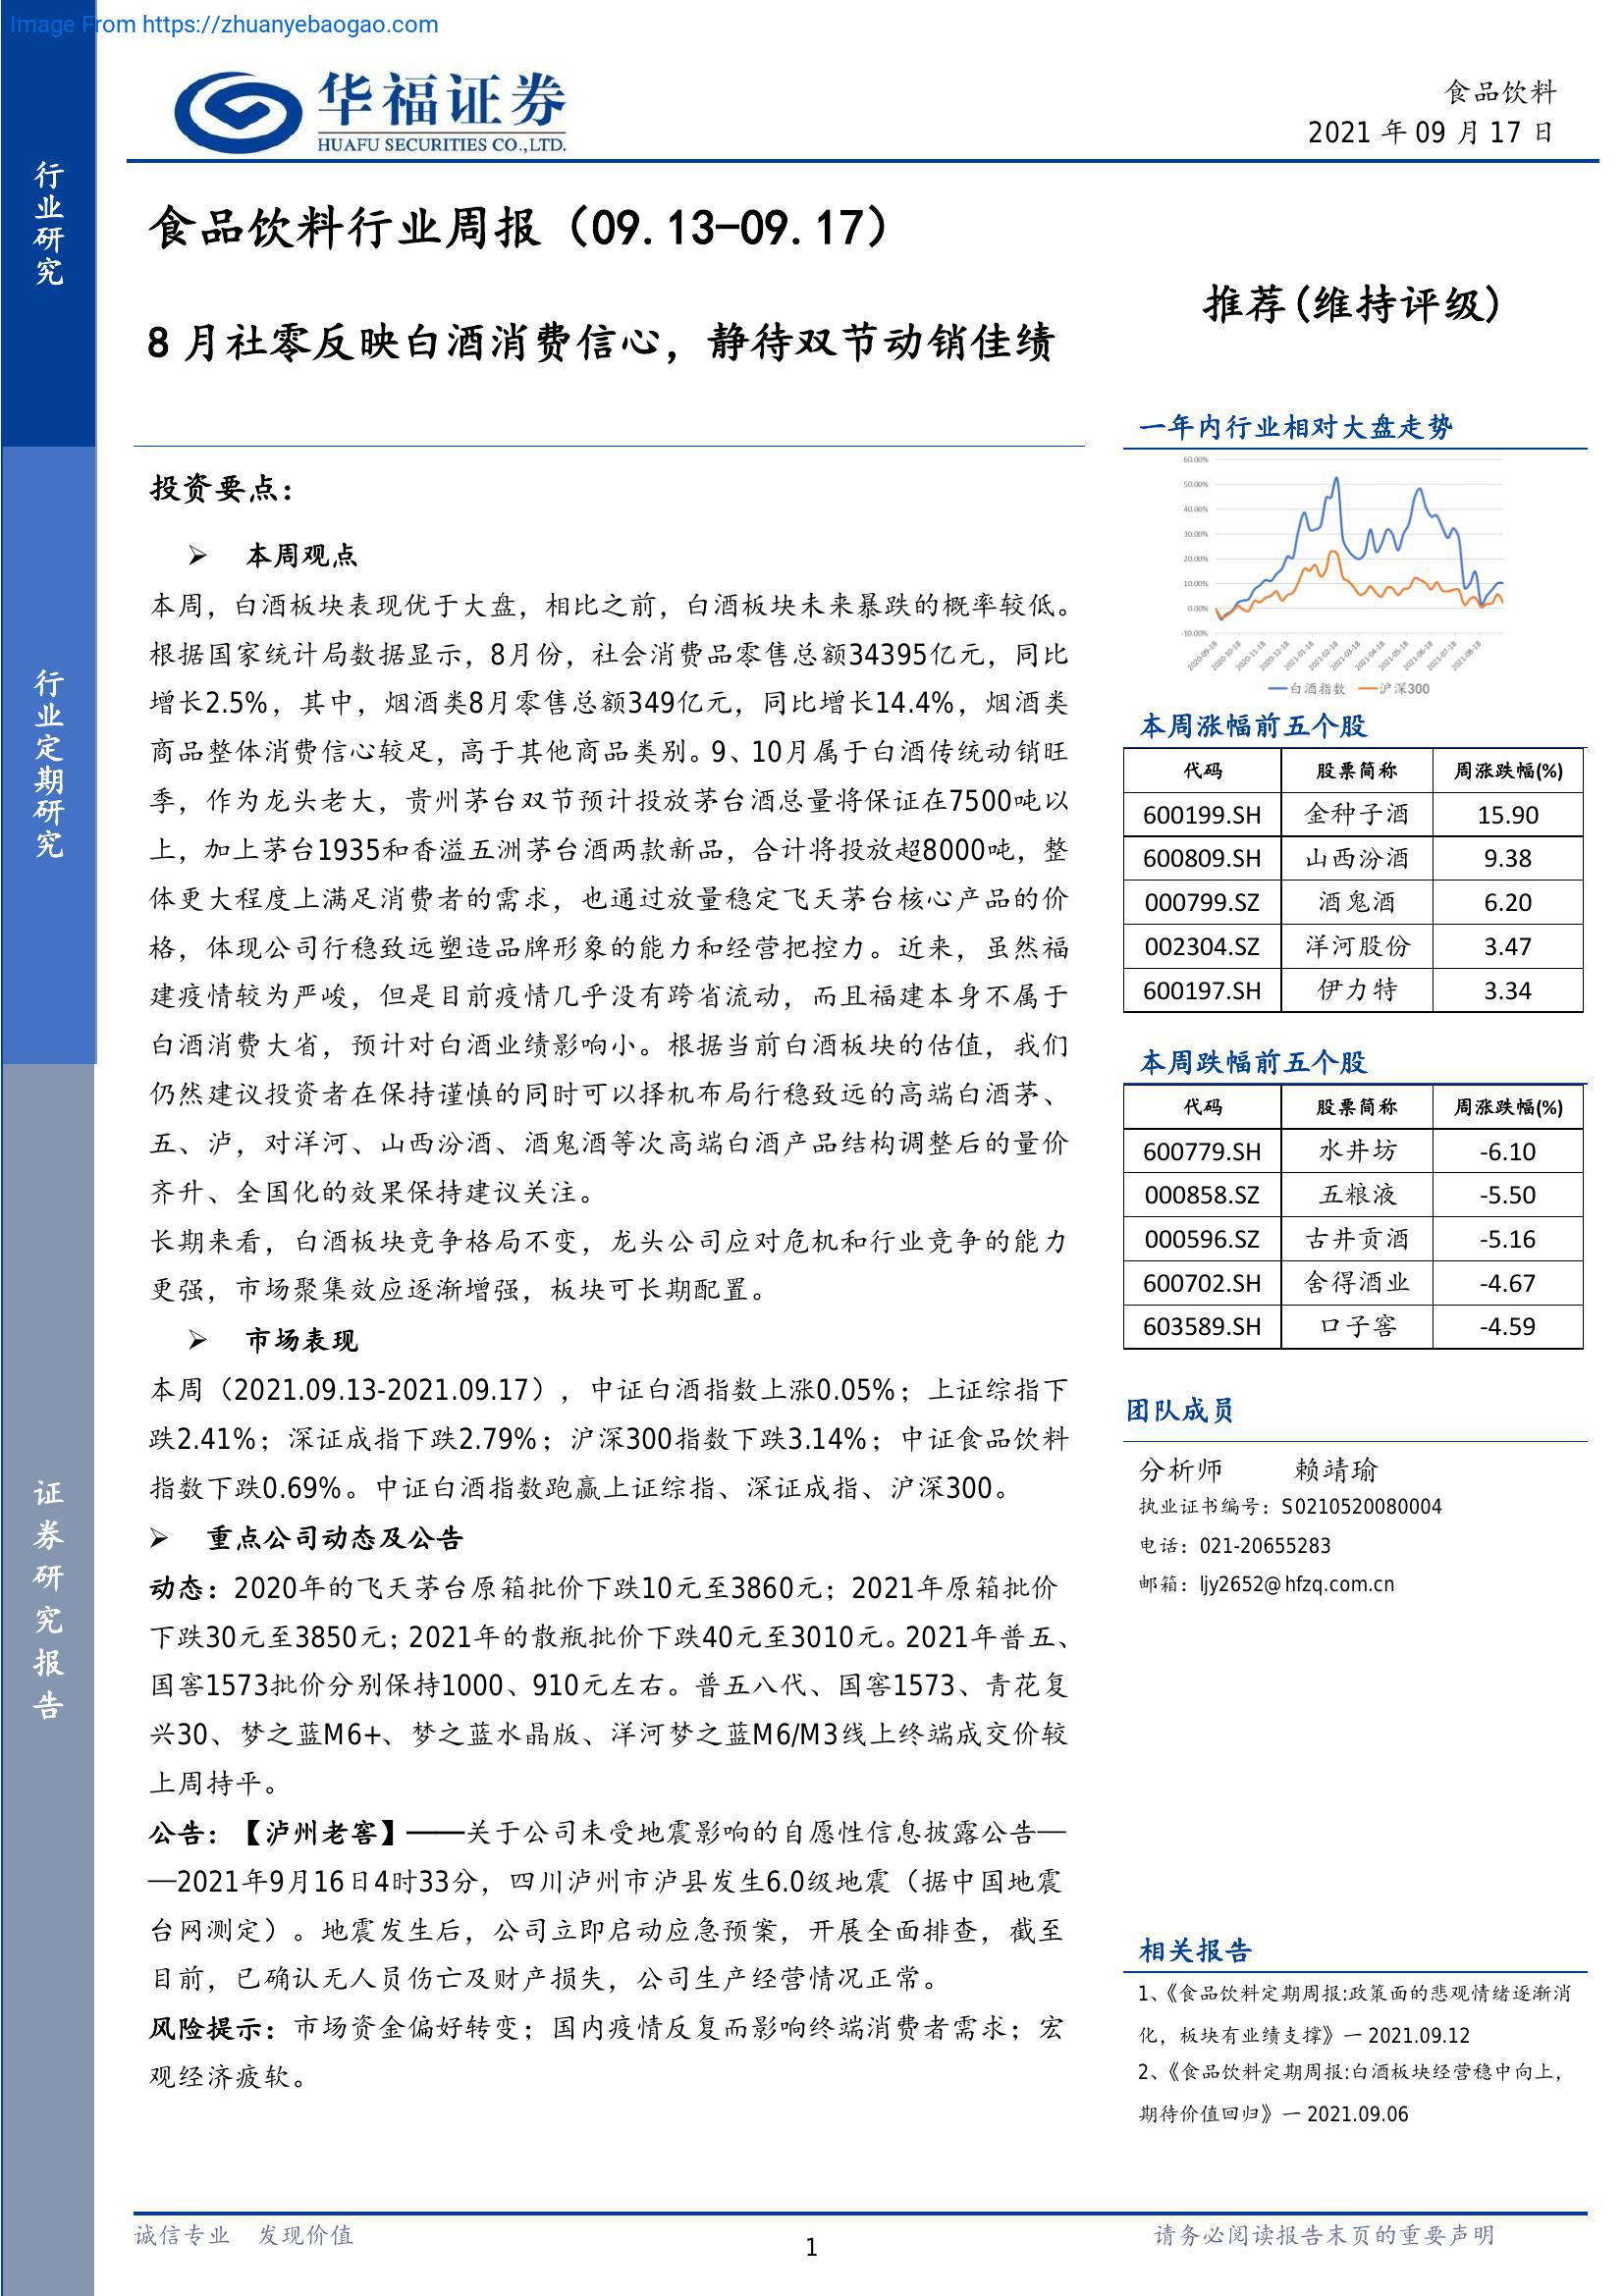 Image From https://zhuanyebaogao.com
华福证券
HUAFU SECURITIES CO.,LTD.
食品饮料
2021 年 09 月 17 日
行业研究
行业定期研究
证券研究报告
食品饮料行业周报（09.13-09.17）
8 月社零反映白酒消费信心，静待双节动销佳绩
推荐(维持评级)
投资要点：
➢ 本周观点
本周，白酒板块表现优于大盘，相比之前，白酒板块未来暴跌的概率较低。
根据国家统计局数据显示，8月份，社会消费品零售总额34395亿元，同比
增长2.5%，其中，烟酒类8月零售总额349亿元，同比增长14.4%，烟酒类
商品整体消费信心较足，高于其他商品类别。9、10月属于白酒传统动销旺
季，作为龙头老大，贵州茅台双节预计投放茅台酒总量将保证在7500吨以
上，加上茅台1935和香溢五洲茅台酒两款新品，合计将投放超8000吨，整
体更大程度上满足消费者的需求，也通过放量稳定飞天茅台核心产品的价
格，体现公司行稳致远塑造品牌形象的能力和经营把控力。近来，虽然福
建疫情较为严峻，但是目前疫情几乎没有跨省流动，而且福建本身不属于
白酒消费大省，预计对白酒业绩影响小。根据当前白酒板块的估值，我们
仍然建议投资者在保持谨慎的同时可以择机布局行稳致远的高端白酒茅、
五、泸，对洋河、山西汾酒、酒鬼酒等次高端白酒产品结构调整后的量价
齐升、全国化的效果保持建议关注。
长期来看，白酒板块竞争格局不变，龙头公司应对危机和行业竞争的能力
更强，市场聚集效应逐渐增强，板块可长期配置。
➢ 市场表现
本周（2021.09.13-2021.09.17），中证白酒指数上涨0.05%；上证综指下
跌2.41%；深证成指下跌2.79%；沪深300指数下跌3.14%；中证食品饮料
指数下跌0.69%。中证白酒指数跑赢上证综指、深证成指、沪深300。
➢ 重点公司动态及公告
动态：2020年的飞天茅台原箱批价下跌10元至3860元；2021年原箱批价
下跌30元至3850元；2021年的散瓶批价下跌40元至3010元。2021年普五、
国窖1573批价分别保持1000、910元左右。普五八代、国窖1573、青花复
兴30、梦之蓝M6+、梦之蓝水晶版、洋河梦之蓝M6/M3线上终端成交价较
上周持平。
公告：【泸州老窖】——关于公司未受地震影响的自愿性信息披露公告—
—2021年9月16日4时33分，四川泸州市泸县发生6.0级地震（据中国地震
台网测定）。地震发生后，公司立即启动应急预案，开展全面排查，截至
目前，已确认无人员伤亡及财产损失，公司生产经营情况正常。
风险提示：市场资金偏好转变；国内疫情反复而影响终端消费者需求；宏
观经济疲软。
一年内行业相对大盘走势
60.00%
50.00%
40.00%
30.00%
20.00%
10.00%
0.00%
-10.00%
2020-09-18 2020-10-18 2020-11-18 2020-12-18 2021-01-18 2021-02-18 2021-03-18 2021-04-18 2021-05-18 2021-06-18 2021-07-18 2021-08-18
白酒指数 沪深300
本周涨幅前五个股
代码 股票简称 周涨跌幅(%)
600199.SH 金种子酒 15.90
600809.SH 山西汾酒 9.38
000799.SZ 酒鬼酒 6.20
002304.SZ 洋河股份 3.47
600197.SH 伊力特 3.34
本周跌幅前五个股
代码 股票简称 周涨跌幅(%)
600779.SH 水井坊 -6.10
000858.SZ 五粮液 -5.50
000596.SZ 古井贡酒 -5.16
600702.SH 舍得酒业 -4.67
603589.SH 口子窖 -4.59
团队成员
分析师 赖靖瑜
执业证书编号：S0210520080004
电话：021-20655283
邮箱：ljy2652@hfzq.com.cn
相关报告
1、《食品饮料定期周报:政策面的悲观情绪逐渐消
化，板块有业绩支撑》一 2021.09.12
2、《食品饮料定期周报:白酒板块经营稳中向上，
期待价值回归》一 2021.09.06
诚信专业 发现价值
1
请务必阅读报告末页的重要声明